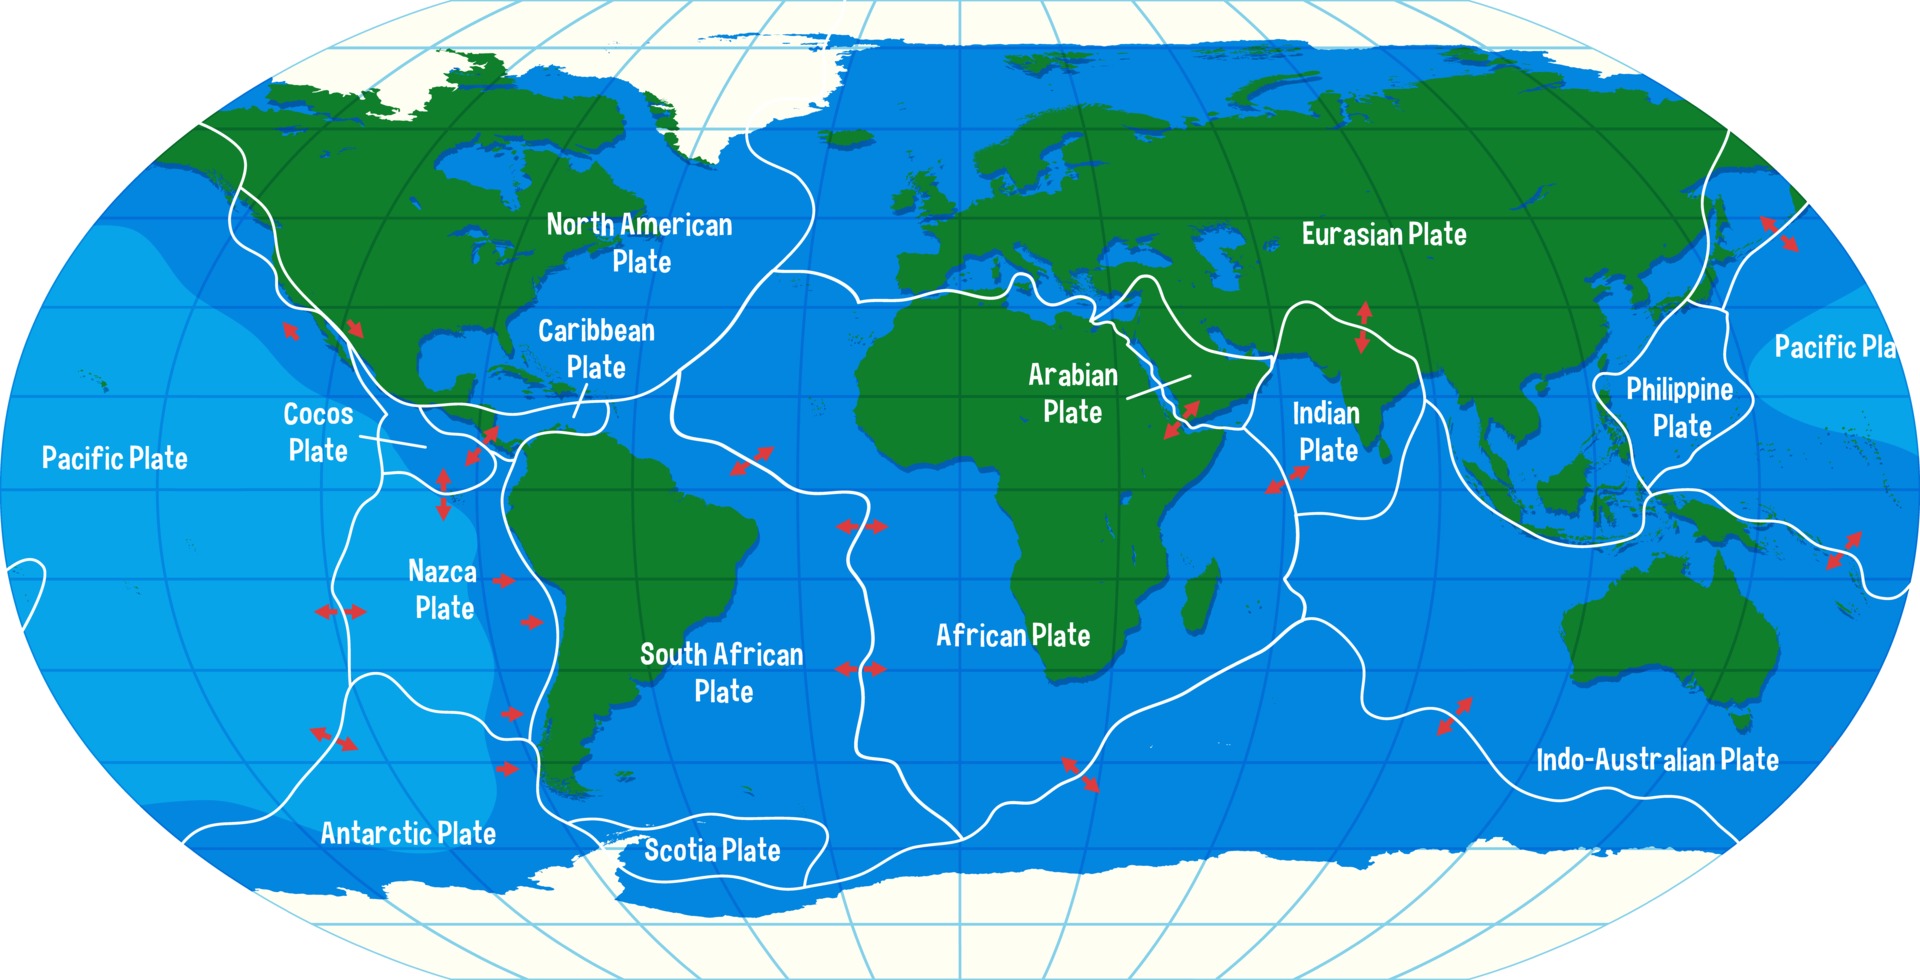 North American
Plate
Eurasian Plate
Caribbean
Plate
Pacific Pla
Arabian
Plate
Philippine
Plate
Cocos
Plate
Indian
Plate
Pacific Plate
Nazca
Plate
South African
Plate
African Plate
Indo-Australian Plate
Antarctic Plate
Scotia Plate